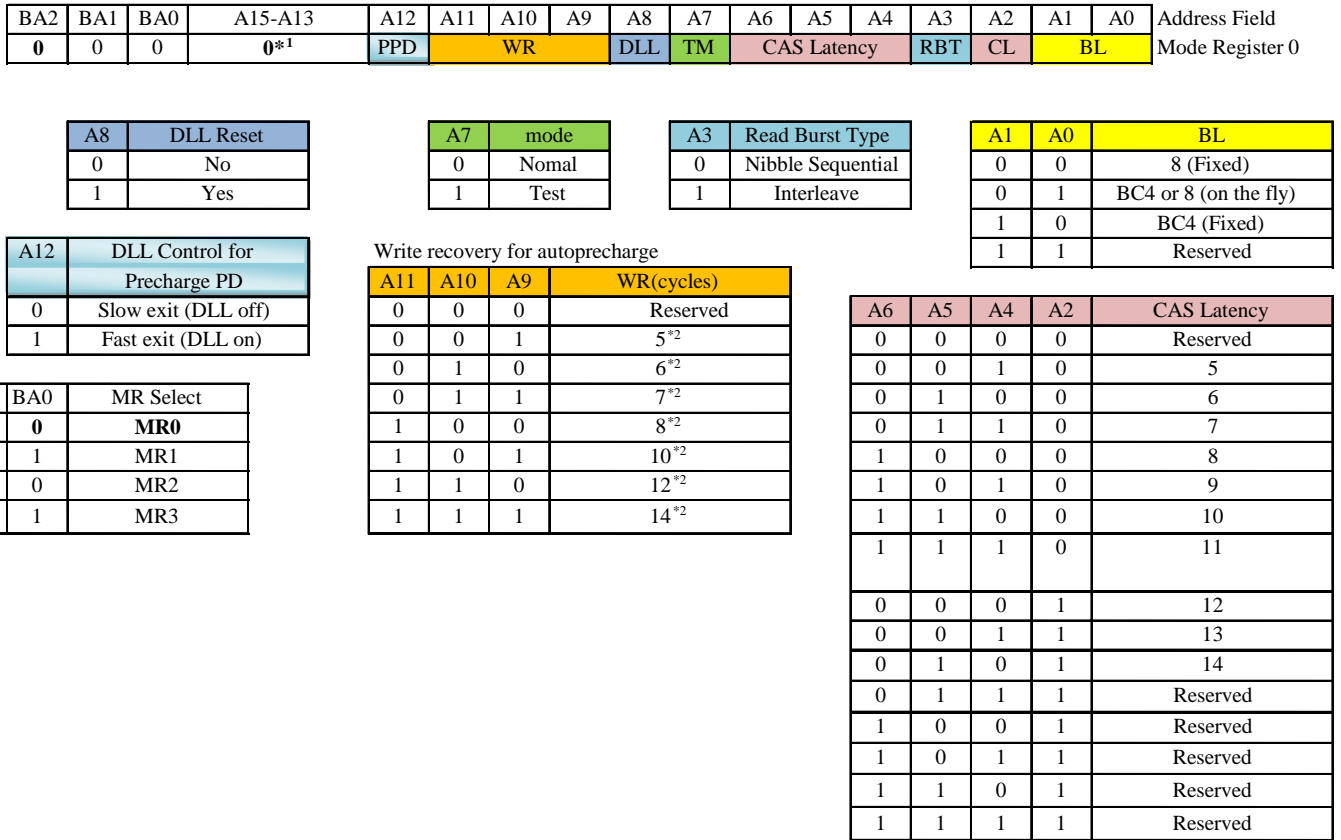 BA2 BA1 BA0 A15-A13 A12 A11 A10 A9 A8 A7 A6 A5 A4 A3 A2 A1 A0 Address Field
0 0 0 0*1 PPD WR DLL TM CAS Latency RBT CL BL Mode Register 0
A8 DLL Reset
0 No
1 Yes
A7 mode
0 Nomal
1 Test
A3 Read Burst Type
0 Nibble Sequential
1 Interleave
A1 A0 BL
0 0 8 (Fixed)
0 1 BC4 or 8 (on the fly)
1 0 BC4 (Fixed)
1 1 Reserved
A12 DLL Control for
Precharge PD
0 Slow exit (DLL off)
1 Fast exit (DLL on)
Write recovery for autoprecharge
A11 A10 A9 WR(cycles)
0 0 0 Reserved
0 0 1 5*2
0 1 0 6*2
0 1 1 7*2
1 0 0 8*2
1 0 1 10*2
1 1 0 12*2
1 1 1 14*2
BA0 MR Select
0 MR0
1 MR1
0 MR2
1 MR3
A6 A5 A4 A2 CAS Latency
0 0 0 0 Reserved
0 0 1 0 5
0 1 0 0 6
0 1 1 0 7
1 0 0 0 8
1 0 1 0 9
1 1 0 0 10
1 1 1 0 11
0 0 0 1 12
0 0 1 1 13
0 1 0 1 14
0 1 1 1 Reserved
1 0 0 1 Reserved
1 0 1 1 Reserved
1 1 0 1 Reserved
1 1 1 1 Reserved